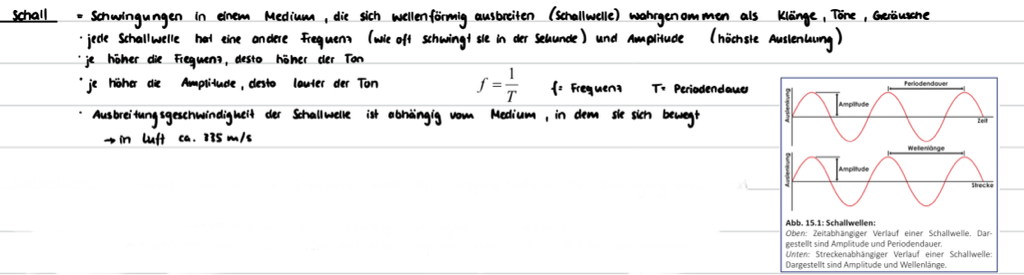 Schall = Schwingungen in einem Medium, die sich wellenförmig ausbreiten (Schallwelle) wahrgenommen als Klänge, Töne, Geräusche
· jede Schallwelle hat eine andere Frequenz (wie oft schwingt sie in der Sekunde) und Amplitude (höchste Auslenkung)
· je höher die Frequenz, desto höher der Ton
· je höher die Amplitude, desto lauter der Ton f = 1/T f = Frequenz T = Periodendauer
· Ausbreitungsgeschwindigkeit der Schallwelle ist abhängig vom Medium, in dem sie sich bewegt
→ in Luft ca. 335 m/s
Periodendauer
Auslenkung
Amplitude
Zeit
Wellenlänge
Auslenkung
Amplitude
Strecke
Abb. 15.1: Schallwellen:
Oben: Zeitabhängiger Verlauf einer Schallwelle. Dar-
gestellt sind Amplitude und Periodendauer.
Unten: Streckenabhängiger Verlauf einer Schallwelle:
Dargestellt sind Amplitude und Wellenlänge.